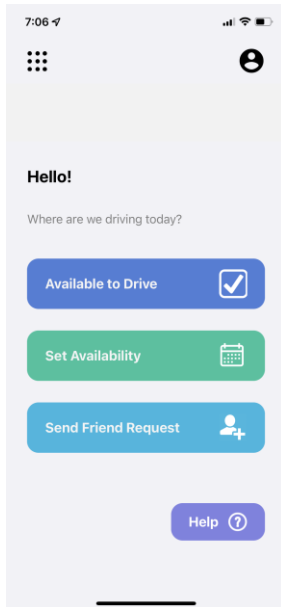 7:06
Hello!
Where are we driving today?
Available to Drive
Set Availability
Send Friend Request
Help ?